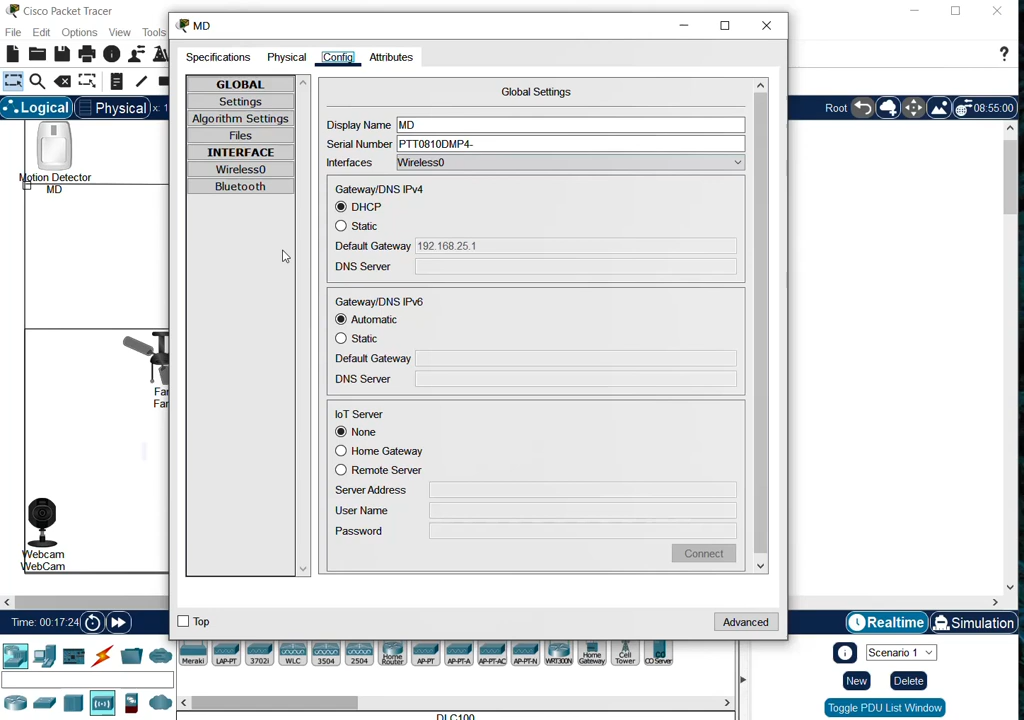 Cisco Packet Tracer
File Edit Options View Tools
MD
Specifications Physical Config Attributes
Logical Physical x: 1
Root 08:55:00
GLOBAL
Settings
Algorithm Settings
Files
INTERFACE
Wireless0
Bluetooth
Global Settings
Display Name MD
Serial Number PTT0810DMP4-
Interfaces Wireless0
Gateway/DNS IPv4
DHCP
Static
Default Gateway 192.168.25.1
DNS Server
Gateway/DNS IPv6
Automatic
Static
Default Gateway
DNS Server
IoT Server
None
Home Gateway
Remote Server
Server Address
User Name
Password
Connect
Top
Advanced
Motion Detector
MD
Fan
Fan
Webcam
WebCam
Time: 00:17:24
Realtime Simulation
Meraki LAP-PT 3702i WLC 3504 2504 Home Router AP-PT AP-PT-A AP-PT-AC AP-PT-N WRT300N Home Gateway Cell Tower CO Server
Scenario 1
New Delete
Toggle PDU List Window
DLC100